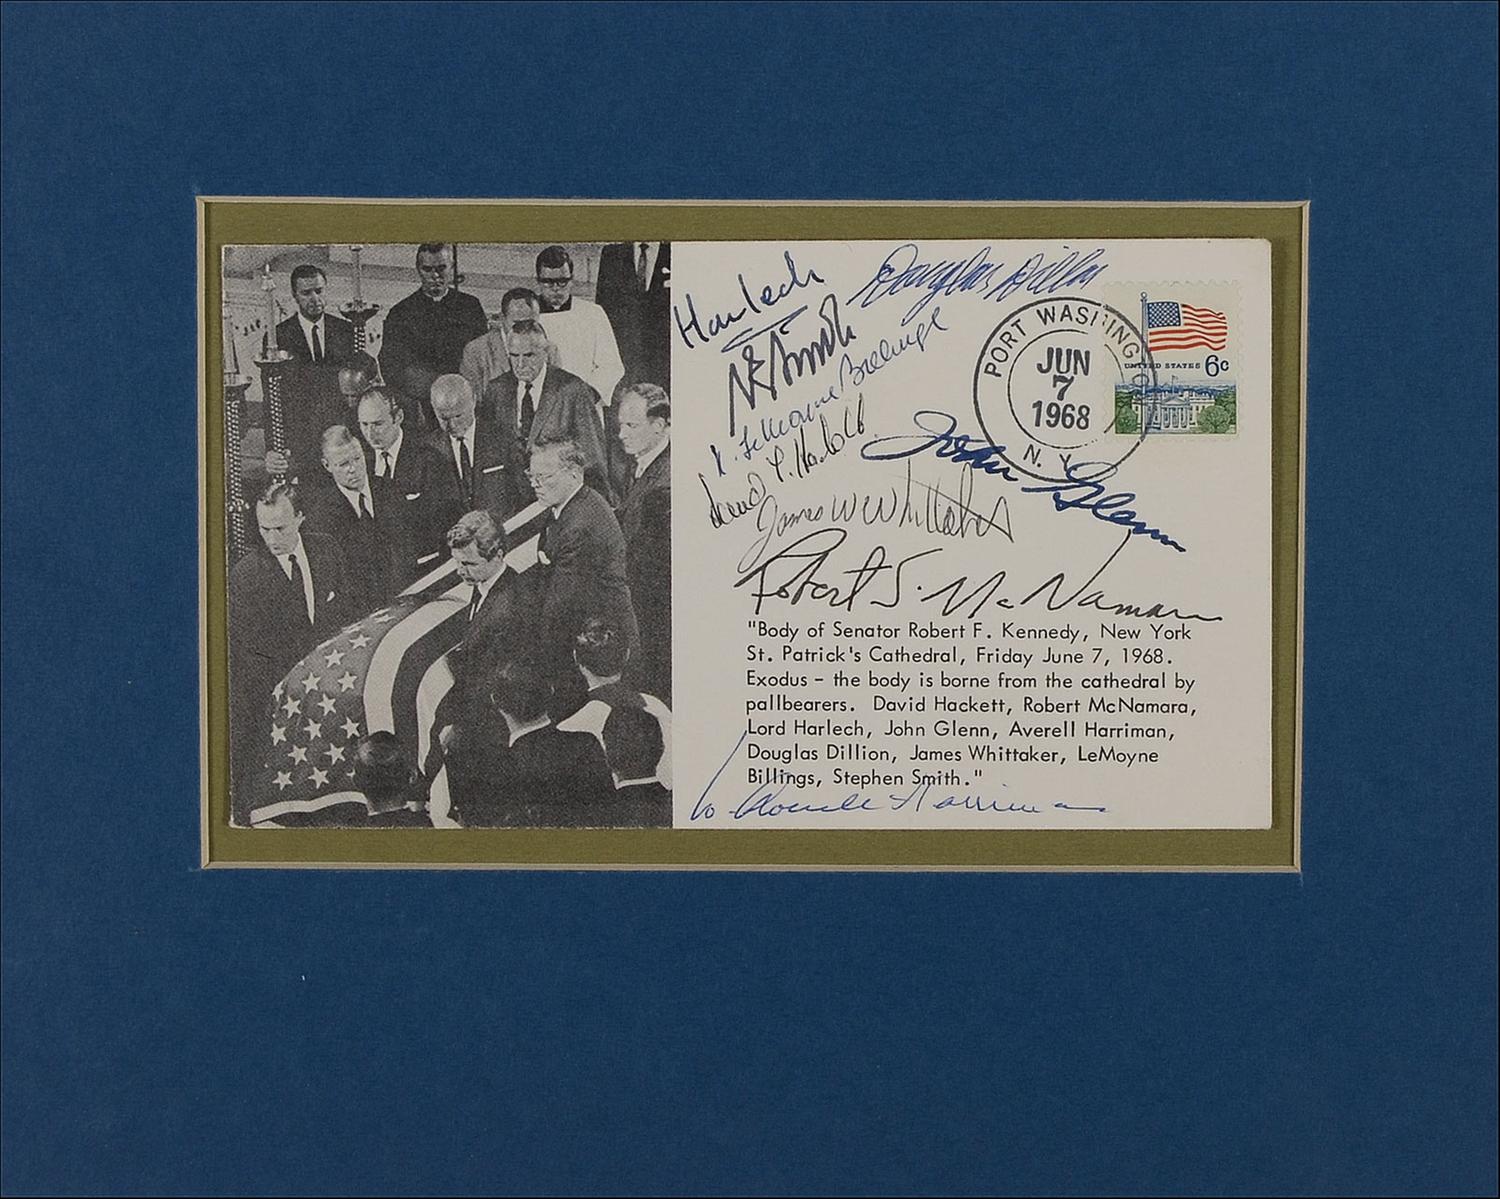 Harlech
Douglas Dillon
SE Smith
K. LeMoyne Billings
David L. Hackett
John Glenn
James W Whittaker
Robert S. McNamara
PORT WASHINGTON
JUN
7
1968
N. Y.
UNITED STATES 6c
"Body of Senator Robert F. Kennedy, New York
St. Patrick's Cathedral, Friday June 7, 1968.
Exodus - the body is borne from the cathedral by
pallbearers. David Hackett, Robert McNamara,
Lord Harlech, John Glenn, Averell Harriman,
Douglas Dillion, James Whittaker, LeMoyne
Billings, Stephen Smith."
W. Averell Harriman